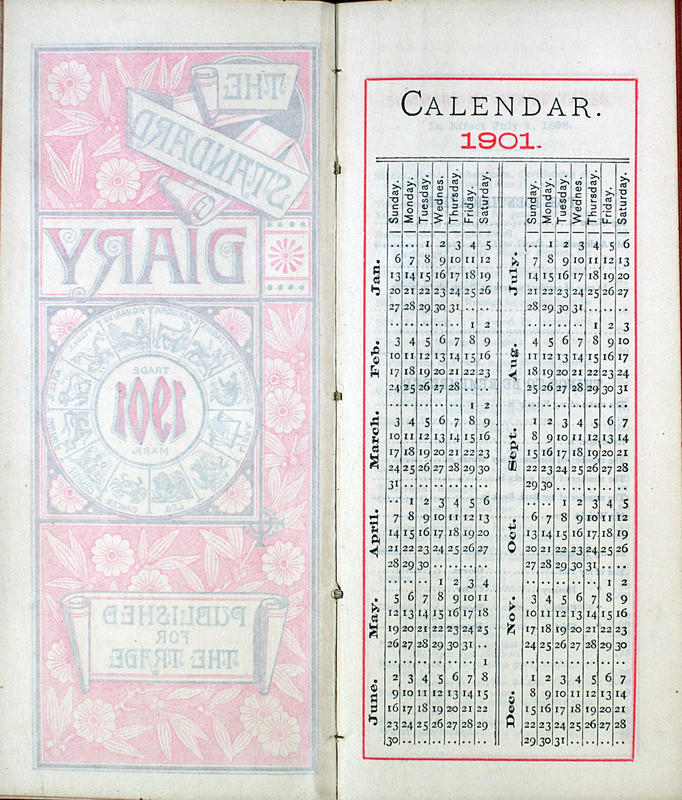 THE
STANDARD
DIARY
TRADE
1901
MARK
PUBLISHED
FOR
THE TRADE
CALENDAR.
In Effect July 1, 1898.
1901.
Sunday. Monday. Tuesday. Wednes. Thursday. Friday. Saturday.
Jan.
.. .. 1 2 3 4 5
6 7 8 9 10 11 12
13 14 15 16 17 18 19
20 21 22 23 24 25 26
27 28 29 30 31 .. ..
Feb.
.. .. .. .. .. 1 2
3 4 5 6 7 8 9
10 11 12 13 14 15 16
17 18 19 20 21 22 23
24 25 26 27 28 .. ..
March.
.. .. .. .. .. 1 2
3 4 5 6 7 8 9
10 11 12 13 14 15 16
17 18 19 20 21 22 23
24 25 26 27 28 29 30
31 .. .. .. .. .. ..
April.
.. 1 2 3 4 5 6
7 8 9 10 11 12 13
14 15 16 17 18 19 20
21 22 23 24 25 26 27
28 29 30 .. .. .. ..
May.
.. .. .. 1 2 3 4
5 6 7 8 9 10 11
12 13 14 15 16 17 18
19 20 21 22 23 24 25
26 27 28 29 30 31 ..
June.
.. .. .. .. .. .. 1
2 3 4 5 6 7 8
9 10 11 12 13 14 15
16 17 18 19 20 21 22
23 24 25 26 27 28 29
30 .. .. .. .. .. ..
Sunday. Monday. Tuesday. Wednes. Thursday. Friday. Saturday.
July.
.. 1 2 3 4 5 6
7 8 9 10 11 12 13
14 15 16 17 18 19 20
21 22 23 24 25 26 27
28 29 30 31 .. .. ..
Aug.
.. .. .. .. 1 2 3
4 5 6 7 8 9 10
11 12 13 14 15 16 17
18 19 20 21 22 23 24
25 26 27 28 29 30 31
Sept.
.. .. .. .. .. .. ..
1 2 3 4 5 6 7
8 9 10 11 12 13 14
15 16 17 18 19 20 21
22 23 24 25 26 27 28
29 30 .. .. .. .. ..
Oct.
.. .. 1 2 3 4 5
6 7 8 9 10 11 12
13 14 15 16 17 18 19
20 21 22 23 24 25 26
27 28 29 30 31 .. ..
Nov.
.. .. .. .. .. 1 2
3 4 5 6 7 8 9
10 11 12 13 14 15 16
17 18 19 20 21 22 23
24 25 26 27 28 29 30
Dec.
.. .. .. .. .. .. ..
1 2 3 4 5 6 7
8 9 10 11 12 13 14
15 16 17 18 19 20 21
22 23 24 25 26 27 28
29 30 31 .. .. .. ..